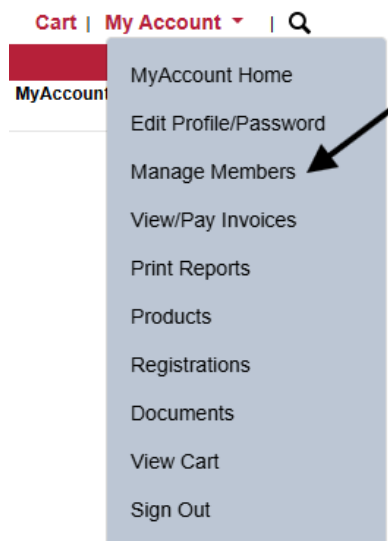 Cart | My Account |
MyAccount
MyAccount Home
Edit Profile/Password
Manage Members
View/Pay Invoices
Print Reports
Products
Registrations
Documents
View Cart
Sign Out